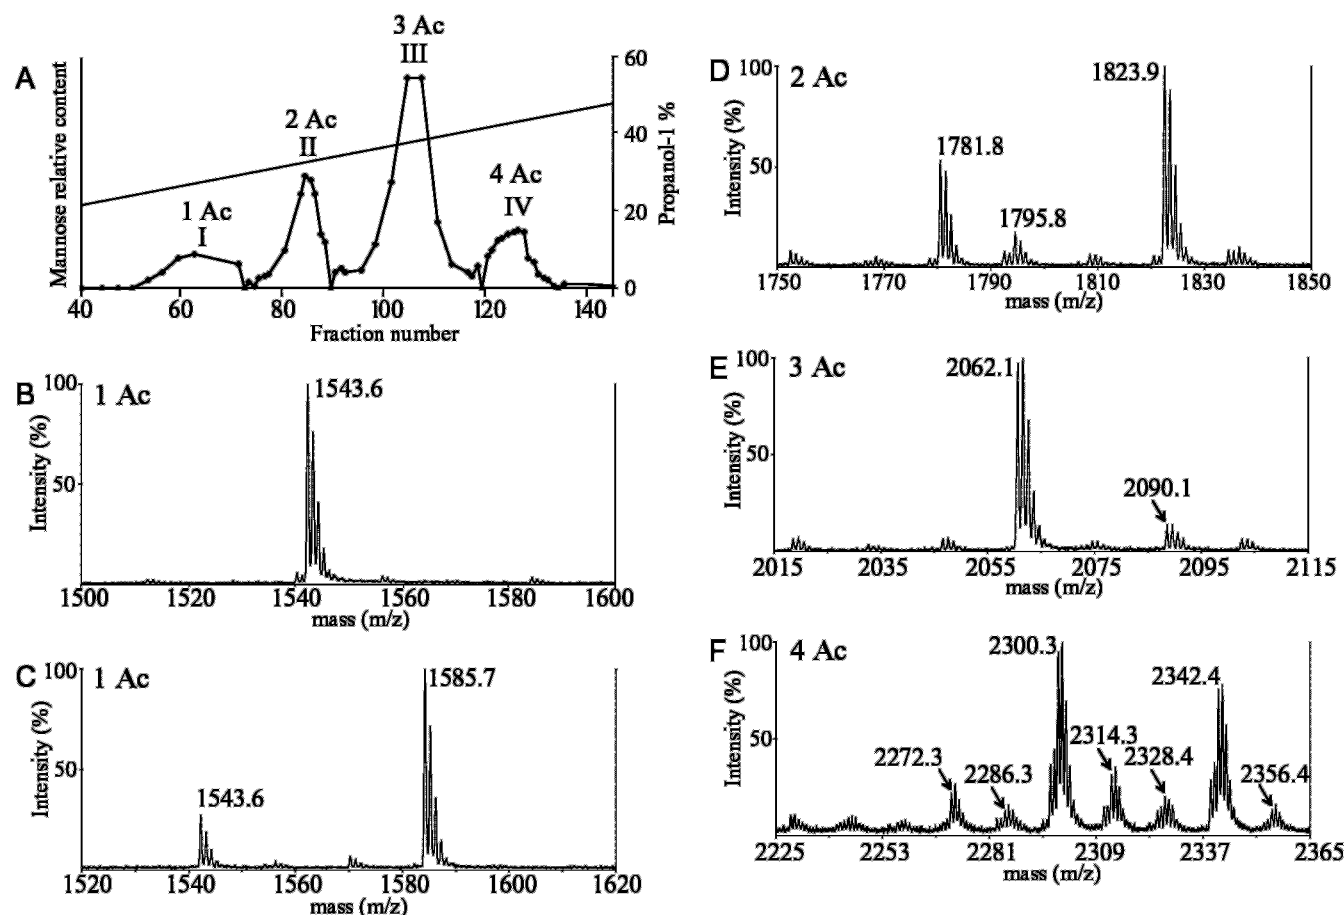 A
3 Ac
III
2 Ac
II
1 Ac
I
4 Ac
IV
Mannose relative content
60
40
20
0
Propanol-1 %
40 60 80 100 120 140
Fraction number
B
1 Ac
1543.6
100
50
Intensity (%)
1500 1520 1540 1560 1580 1600
mass (m/z)
C
1 Ac
1585.7
1543.6
100
50
Intensity (%)
1520 1540 1560 1580 1600 1620
mass (m/z)
D
2 Ac
1823.9
1781.8
1795.8
100
50
Intensity (%)
1750 1770 1790 1810 1830 1850
mass (m/z)
E
3 Ac
2062.1
2090.1
100
50
Intensity (%)
2015 2035 2055 2075 2095 2115
mass (m/z)
F
4 Ac
2300.3
2342.4
2314.3
2272.3
2328.4
2286.3
2356.4
100
50
Intensity (%)
2225 2253 2281 2309 2337 2365
mass (m/z)